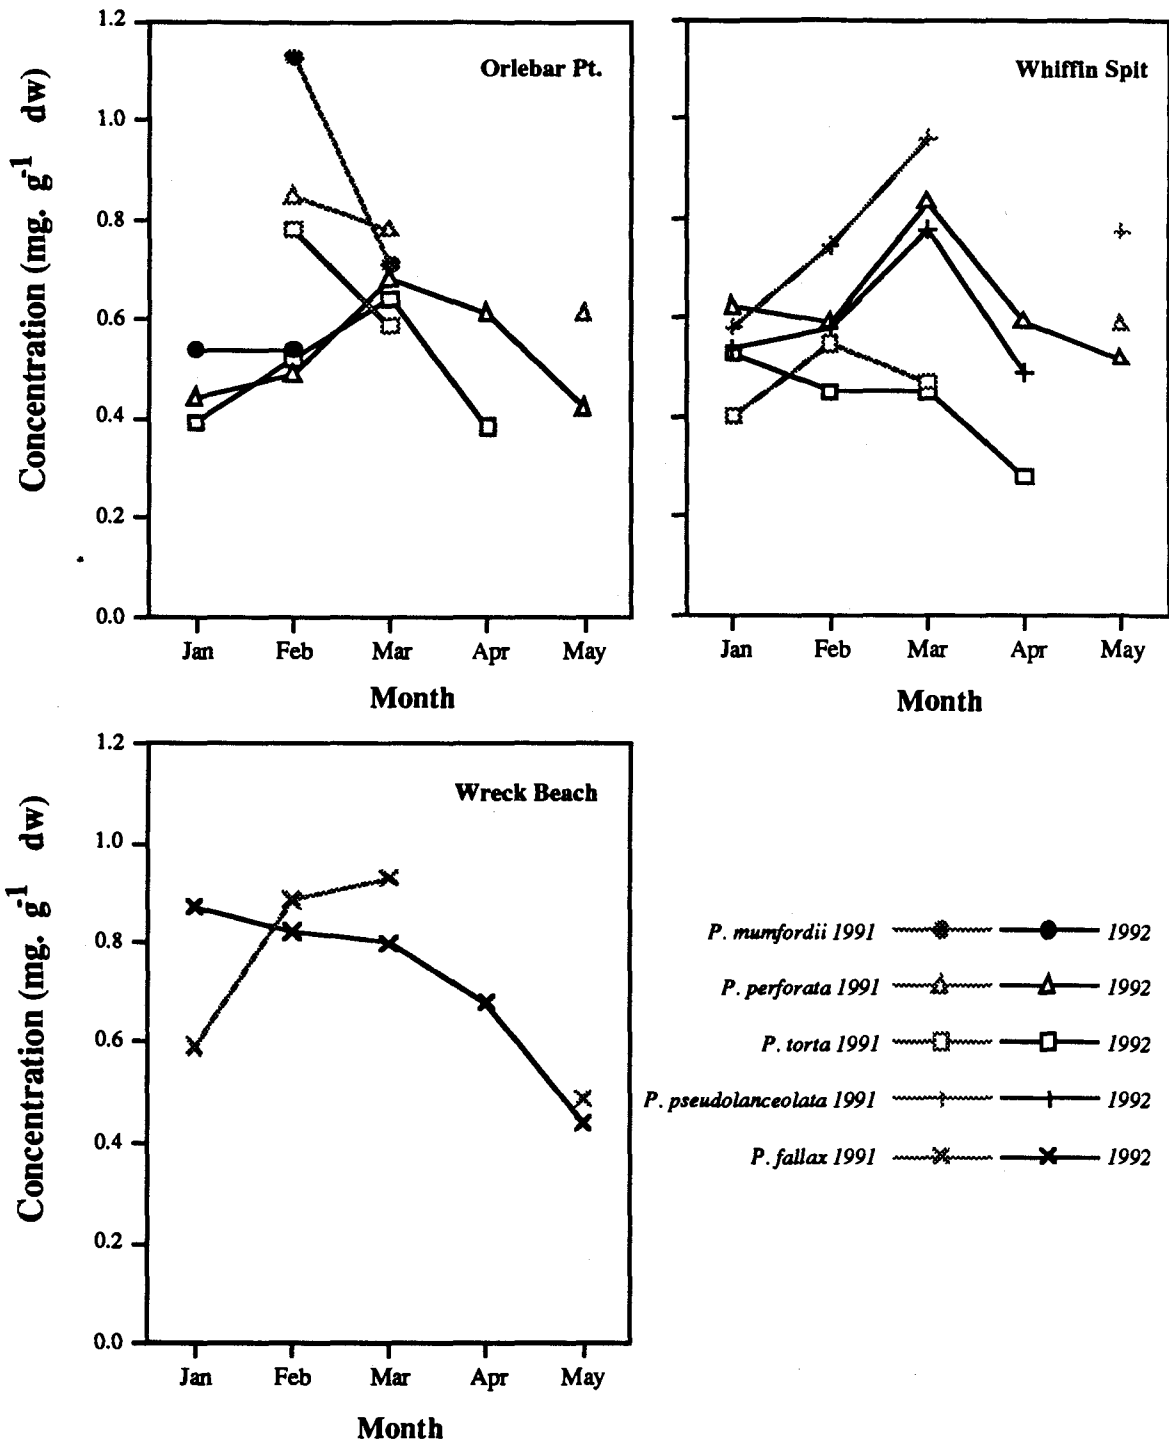 Orlebar Pt.
Concentration (mg. g-1 dw)
1.2
1.0
0.8
0.6
0.4
0.2
0.0
Jan Feb Mar Apr May
Month
Whiffin Spit
Jan Feb Mar Apr May
Month
Wreck Beach
Concentration (mg. g-1 dw)
1.2
1.0
0.8
0.6
0.4
0.2
0.0
Jan Feb Mar Apr May
Month
P. mumfordii 1991 1992
P. perforata 1991 1992
P. torta 1991 1992
P. pseudolanceolata 1991 1992
P. fallax 1991 1992